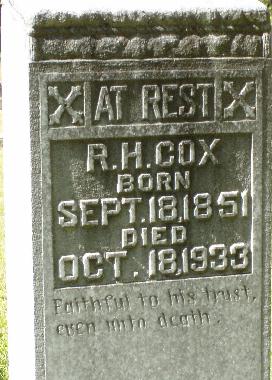 AT REST
R.H. COX
BORN
SEPT. 18, 1851
DIED
OCT. 18, 1933
Faithful to his trust,
even unto death.